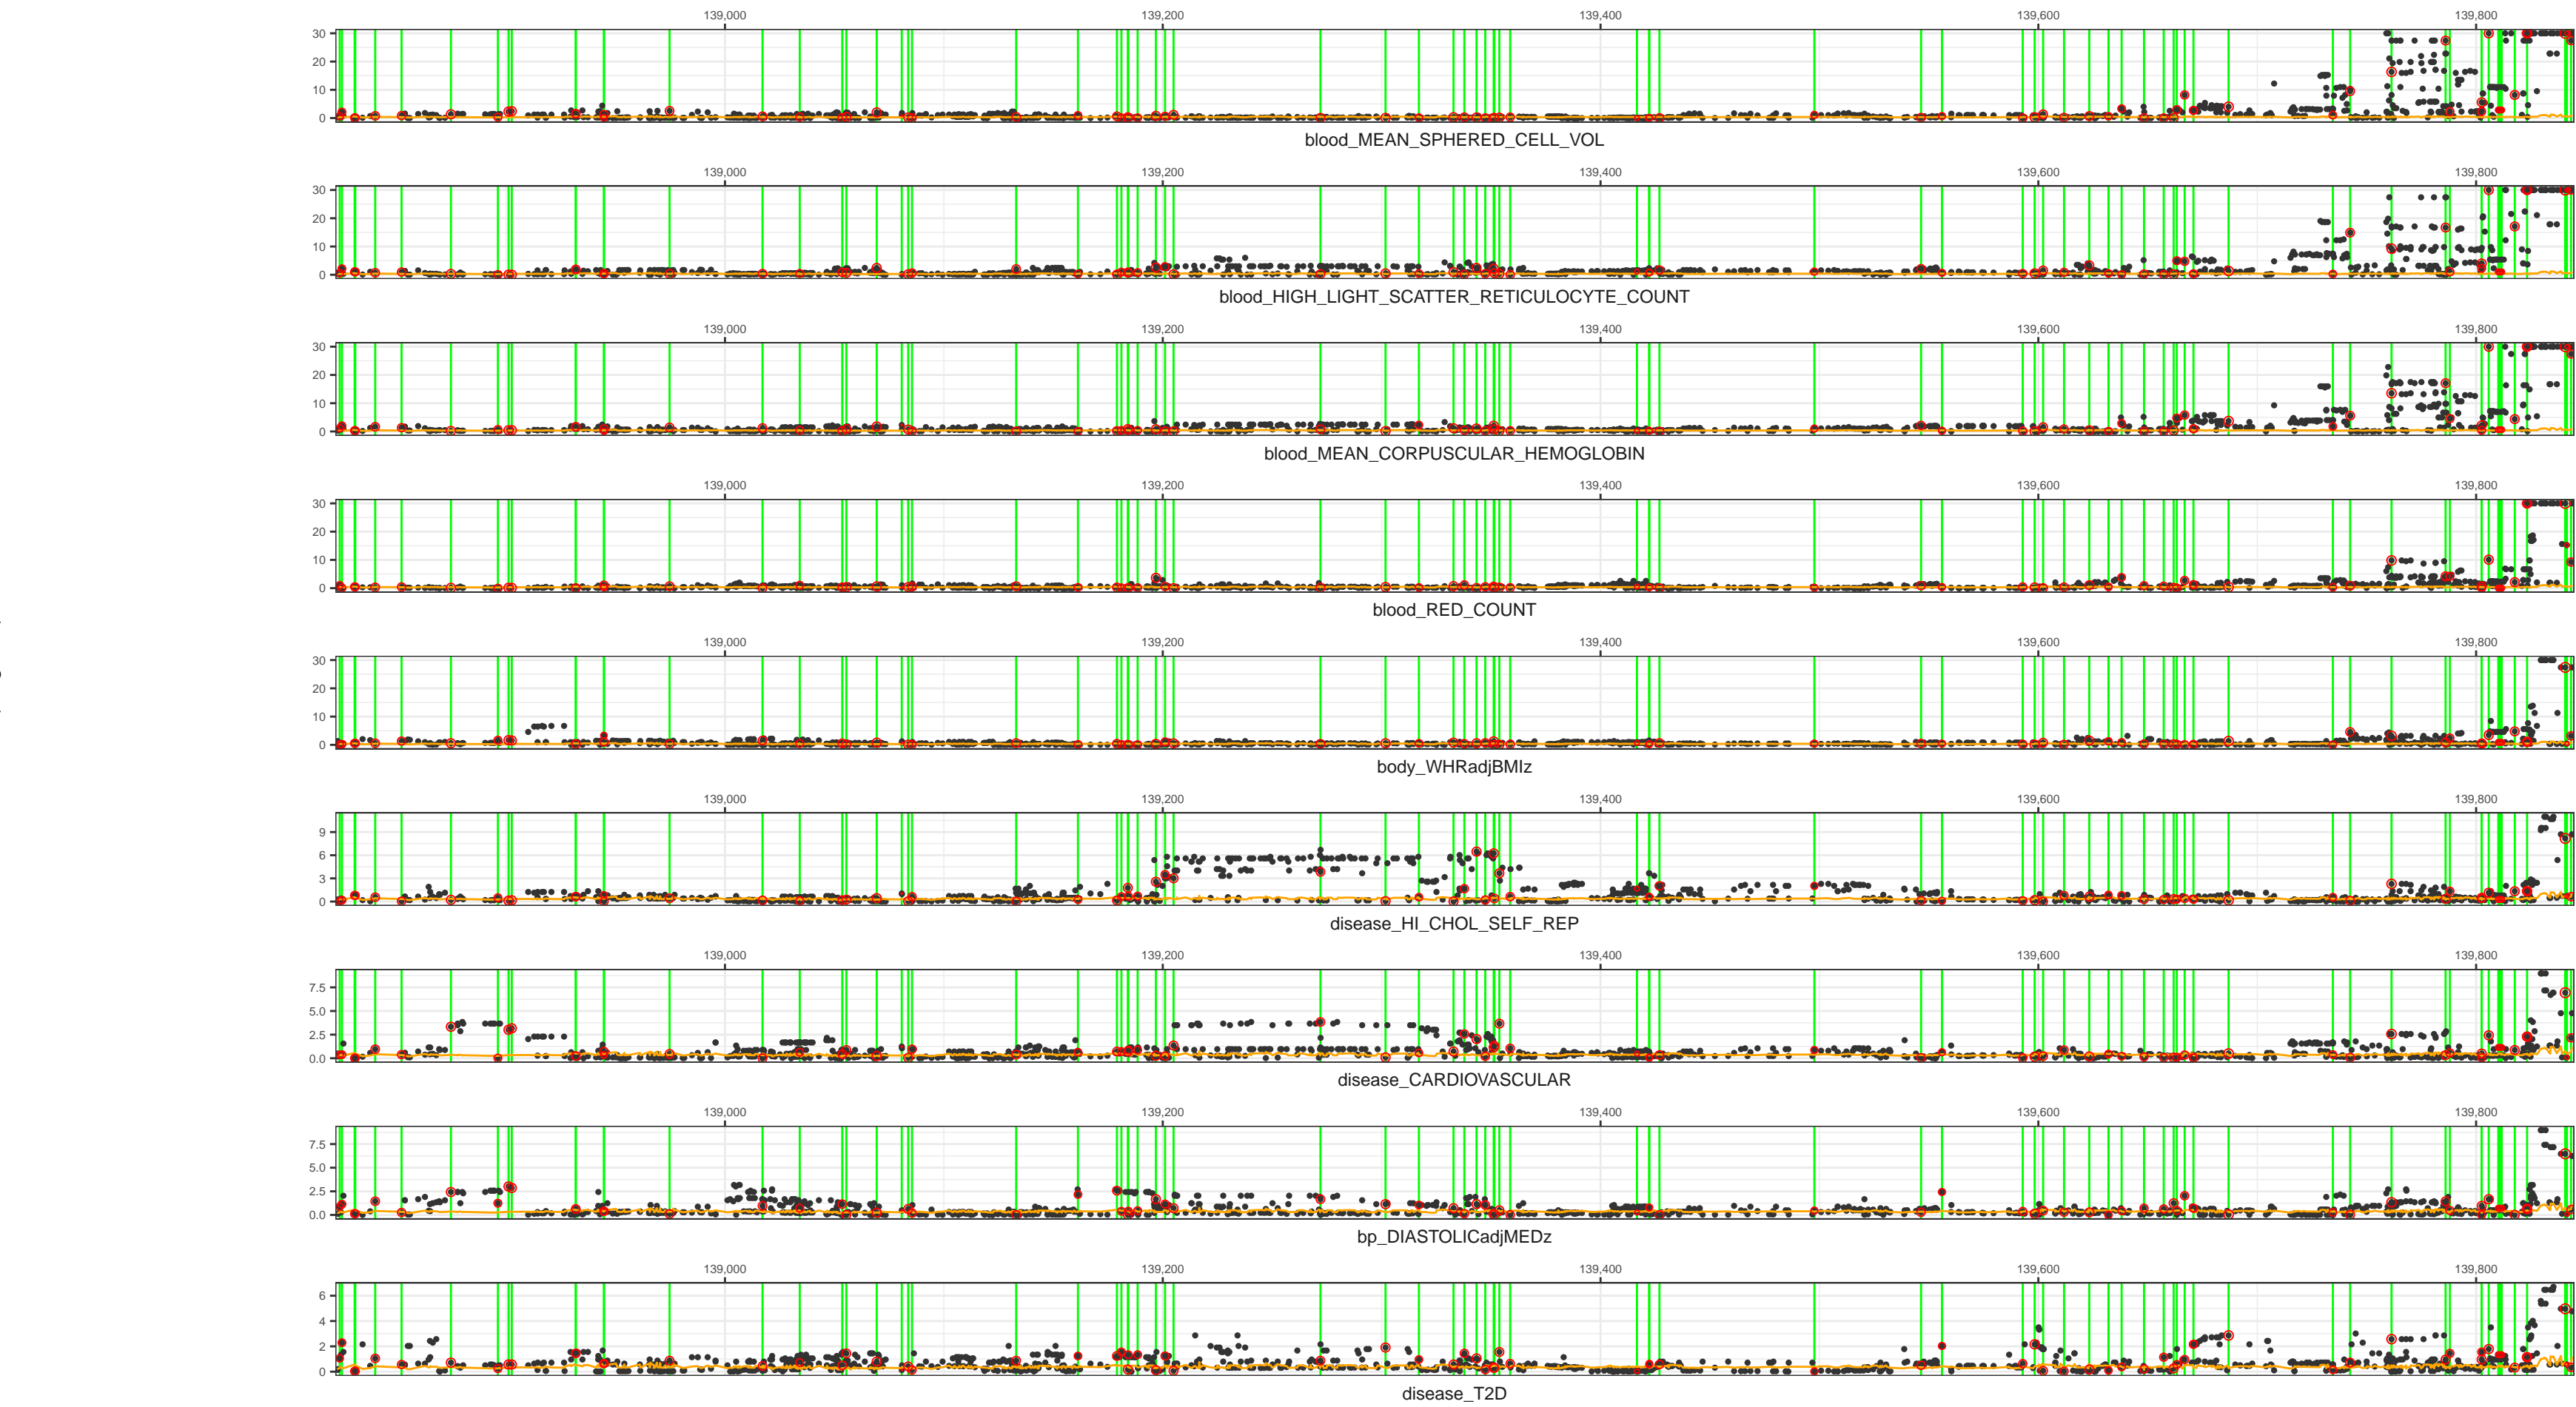 139,000 139,200 139,400 139,600 139,800
30
20
10
0
blood_MEAN_SPHERED_CELL_VOL
139,000 139,200 139,400 139,600 139,800
30
20
10
0
blood_HIGH_LIGHT_SCATTER_RETICULOCYTE_COUNT
139,000 139,200 139,400 139,600 139,800
30
20
10
0
blood_MEAN_CORPUSCULAR_HEMOGLOBIN
139,000 139,200 139,400 139,600 139,800
30
20
10
0
blood_RED_COUNT
139,000 139,200 139,400 139,600 139,800
30
20
10
0
body_WHRadjBMIz
139,000 139,200 139,400 139,600 139,800
9
6
3
0
disease_HI_CHOL_SELF_REP
139,000 139,200 139,400 139,600 139,800
7.5
5.0
2.5
0.0
disease_CARDIOVASCULAR
139,000 139,200 139,400 139,600 139,800
7.5
5.0
2.5
0.0
bp_DIASTOLICadjMEDz
139,000 139,200 139,400 139,600 139,800
6
4
2
0
disease_T2D